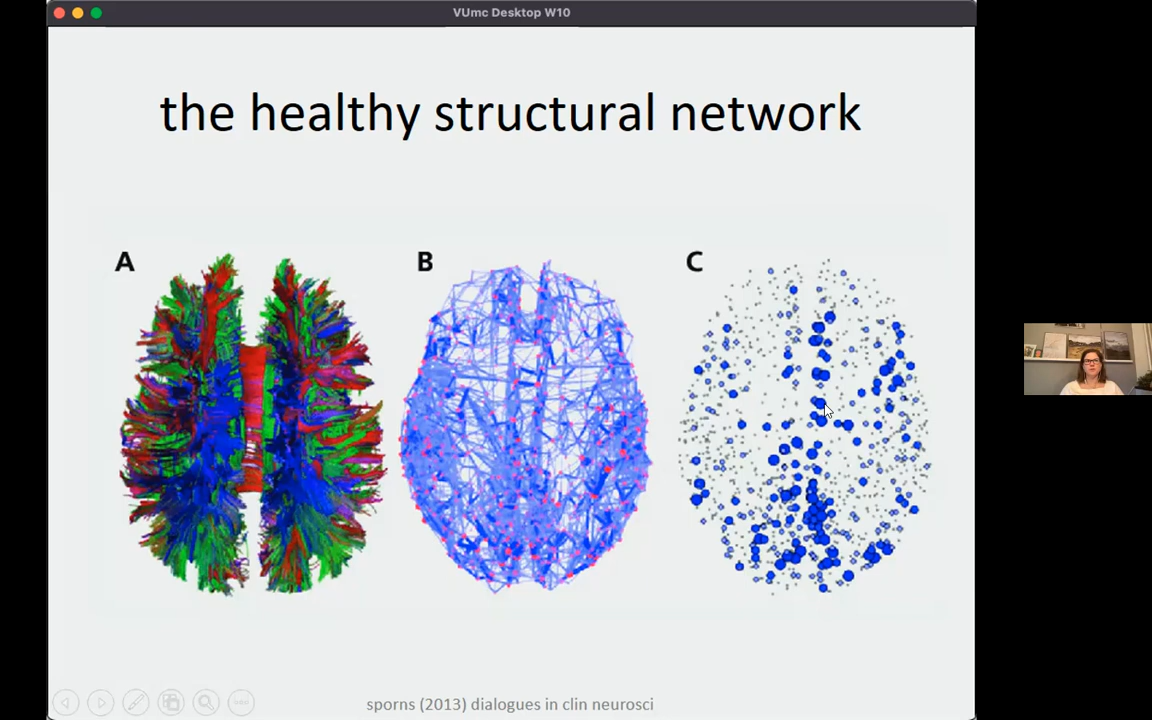 VUmc Desktop W10
the healthy structural network
A
B
C
sporns (2013) dialogues in clin neurosci